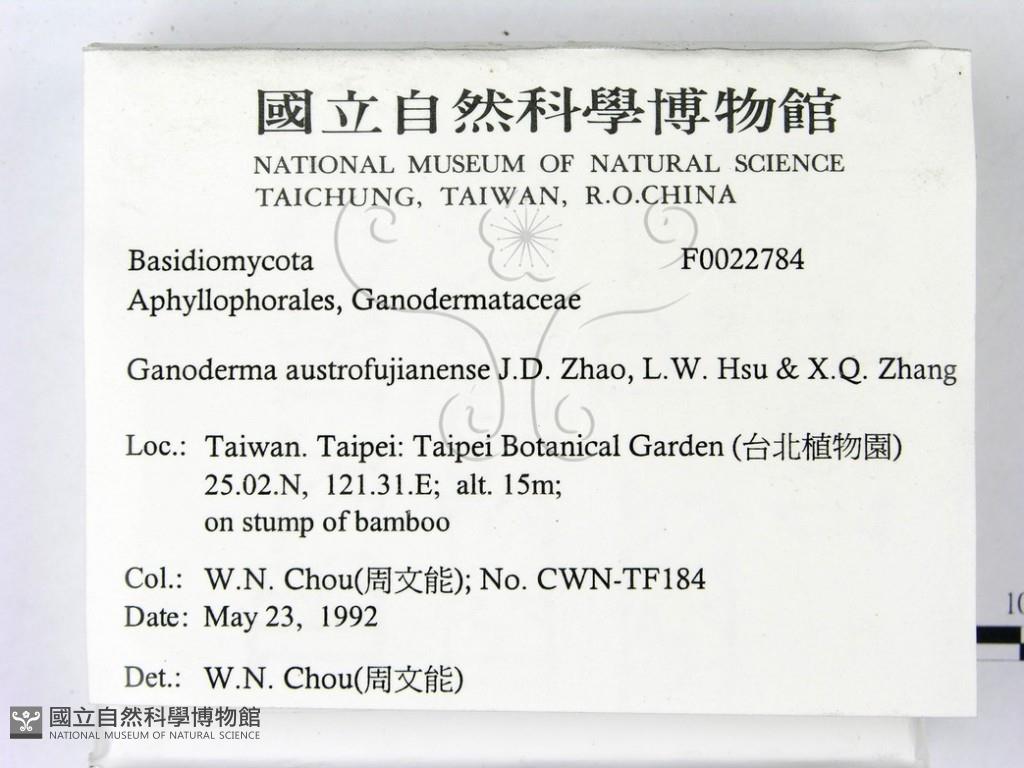 國立自然科學博物館
NATIONAL MUSEUM OF NATURAL SCIENCE
TAICHUNG, TAIWAN, R.O.CHINA
Basidiomycota F0022784
Aphyllophorales, Ganodermataceae
Ganoderma austrofujianense J.D. Zhao, L.W. Hsu & X.Q. Zhang
Loc.: Taiwan. Taipei: Taipei Botanical Garden (台北植物園)
25.02.N, 121.31.E; alt. 15m;
on stump of bamboo
Col.: W.N. Chou(周文能); No. CWN-TF184
Date: May 23, 1992
Det.: W.N. Chou(周文能)
國立自然科學博物館
NATIONAL MUSEUM OF NATURAL SCIENCE